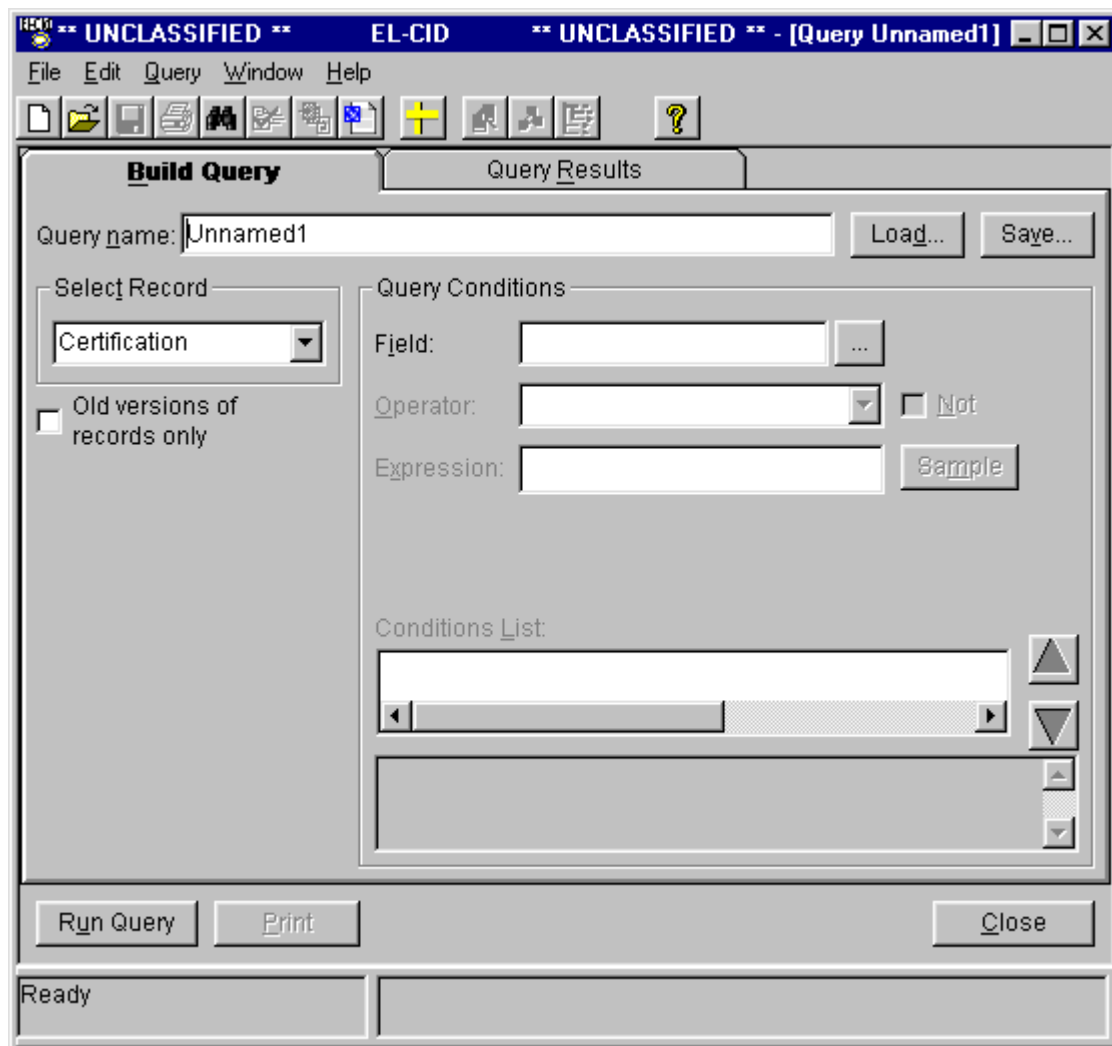 ** UNCLASSIFIED ** EL-CID ** UNCLASSIFIED ** - [Query Unnamed1]
File Edit Query Window Help
Build Query Query Results
Query name: Unnamed1 Load... Save...
Select Record Query Conditions
Certification Field: ...
Old versions of
records only
Operator: Not
Expression: Sample
Conditions List:
Run Query Print Close
Ready